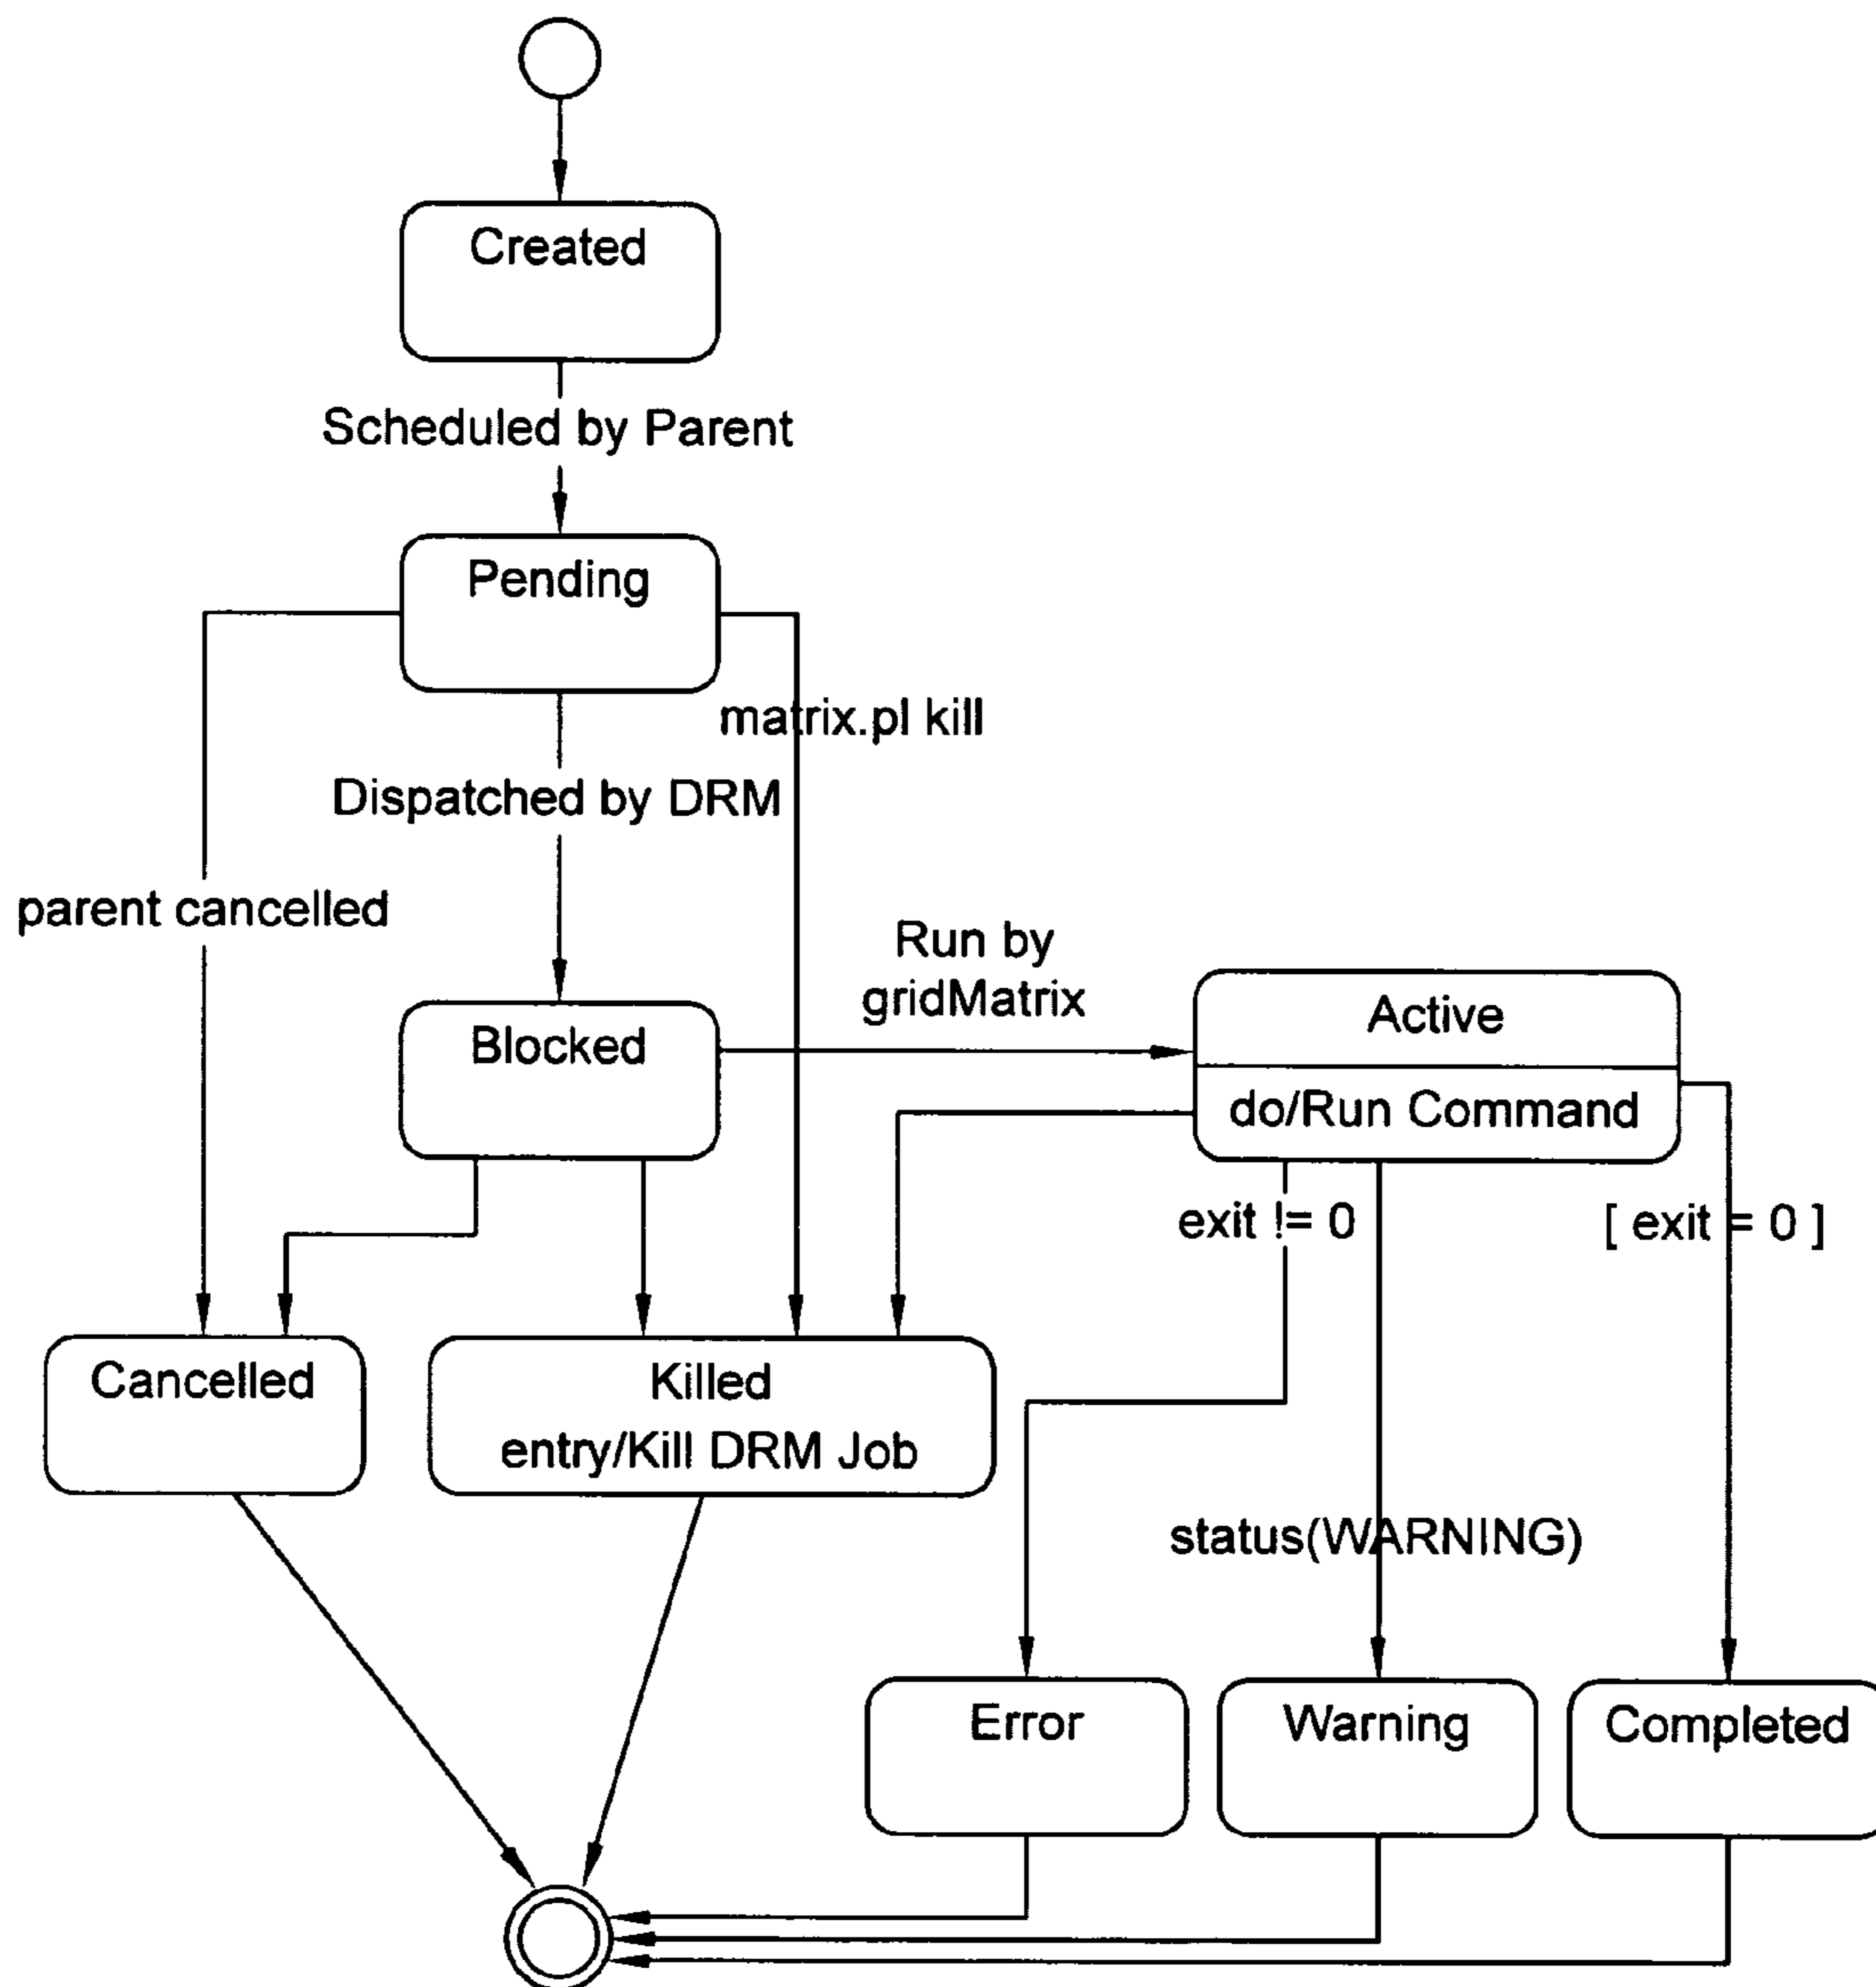 Created
Scheduled by Parent
Pending
matrix.pl kill
Dispatched by DRM
parent cancelled
Run by
gridMatrix
Blocked
Active
do/Run Command
exit != 0
[ exit = 0 ]
Cancelled
Killed
entry/Kill DRM Job
status(WARNING)
Error
Warning
Completed